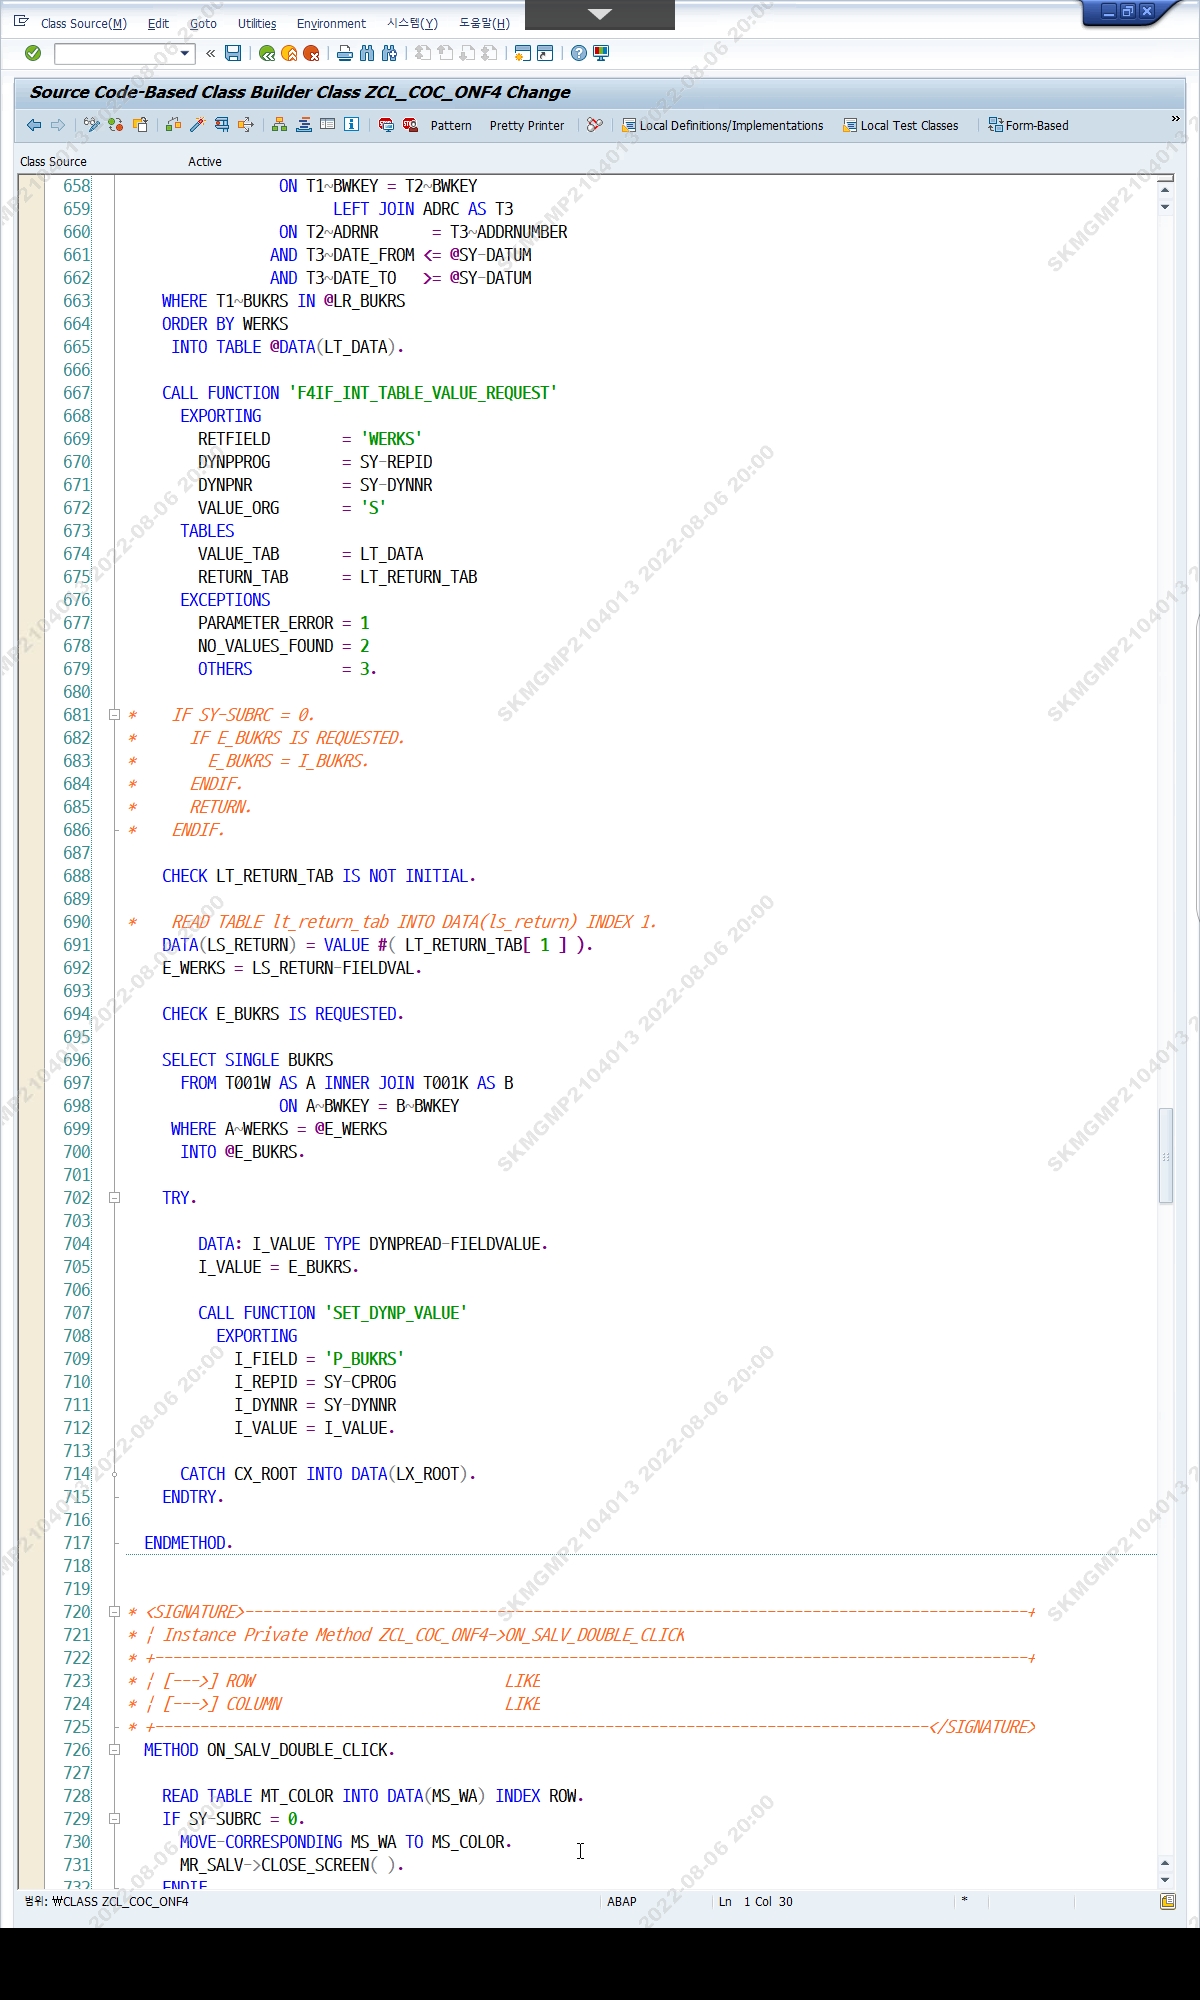 Class Source(M) Edit Goto Utilities Environment 시스템(Y) 도움말(H)
Source Code-Based Class Builder Class ZCL_COC_ONF4 Change
Pattern Pretty Printer Local Definitions/Implementations Local Test Classes Form-Based
Class Source Active
658 ON T1~BWKEY = T2~BWKEY
659 LEFT JOIN ADRC AS T3
660 ON T2~ADRNR = T3~ADDRNUMBER
661 AND T3~DATE_FROM <= @SY-DATUM
662 AND T3~DATE_TO >= @SY-DATUM
663 WHERE T1~BUKRS IN @LR_BUKRS
664 ORDER BY WERKS
665 INTO TABLE @DATA(LT_DATA).
666
667 CALL FUNCTION 'F4IF_INT_TABLE_VALUE_REQUEST'
668 EXPORTING
669 RETFIELD = 'WERKS'
670 DYNPPROG = SY-REPID
671 DYNPNR = SY-DYNNR
672 VALUE_ORG = 'S'
673 TABLES
674 VALUE_TAB = LT_DATA
675 RETURN_TAB = LT_RETURN_TAB
676 EXCEPTIONS
677 PARAMETER_ERROR = 1
678 NO_VALUES_FOUND = 2
679 OTHERS = 3.
680
681 * IF SY-SUBRC = 0.
682 * IF E_BUKRS IS REQUESTED.
683 * E_BUKRS = I_BUKRS.
684 * ENDIF.
685 * RETURN.
686 * ENDIF.
687
688 CHECK LT_RETURN_TAB IS NOT INITIAL.
689
690 * READ TABLE lt_return_tab INTO DATA(ls_return) INDEX 1.
691 DATA(LS_RETURN) = VALUE #( LT_RETURN_TAB[ 1 ] ).
692 E_WERKS = LS_RETURN-FIELDVAL.
693
694 CHECK E_BUKRS IS REQUESTED.
695
696 SELECT SINGLE BUKRS
697 FROM T001W AS A INNER JOIN T001K AS B
698 ON A~BWKEY = B~BWKEY
699 WHERE A~WERKS = @E_WERKS
700 INTO @E_BUKRS.
701
702 TRY.
703
704 DATA: I_VALUE TYPE DYNPREAD-FIELDVALUE.
705 I_VALUE = E_BUKRS.
706
707 CALL FUNCTION 'SET_DYNP_VALUE'
708 EXPORTING
709 I_FIELD = 'P_BUKRS'
710 I_REPID = SY-CPROG
711 I_DYNNR = SY-DYNNR
712 I_VALUE = I_VALUE.
713
714 CATCH CX_ROOT INTO DATA(LX_ROOT).
715 ENDTRY.
716
717 ENDMETHOD.
718
719
720 * <SIGNATURE>---------------------------------------------------------------------------------------+
721 * | Instance Private Method ZCL_COC_ONF4->ON_SALV_DOUBLE_CLICK
722 * +-------------------------------------------------------------------------------------------------+
723 * | [--->] ROW LIKE
724 * | [--->] COLUMN LIKE
725 * +--------------------------------------------------------------------------------------</SIGNATURE>
726 METHOD ON_SALV_DOUBLE_CLICK.
727
728 READ TABLE MT_COLOR INTO DATA(MS_WA) INDEX ROW.
729 IF SY-SUBRC = 0.
730 MOVE-CORRESPONDING MS_WA TO MS_COLOR.
731 MR_SALV->CLOSE_SCREEN( ).
732 ENDIF
범위: ₩CLASS ZCL_COC_ONF4 ABAP Ln 1 Col 30 *
SKMGMP2104013 2022-08-06 20:00